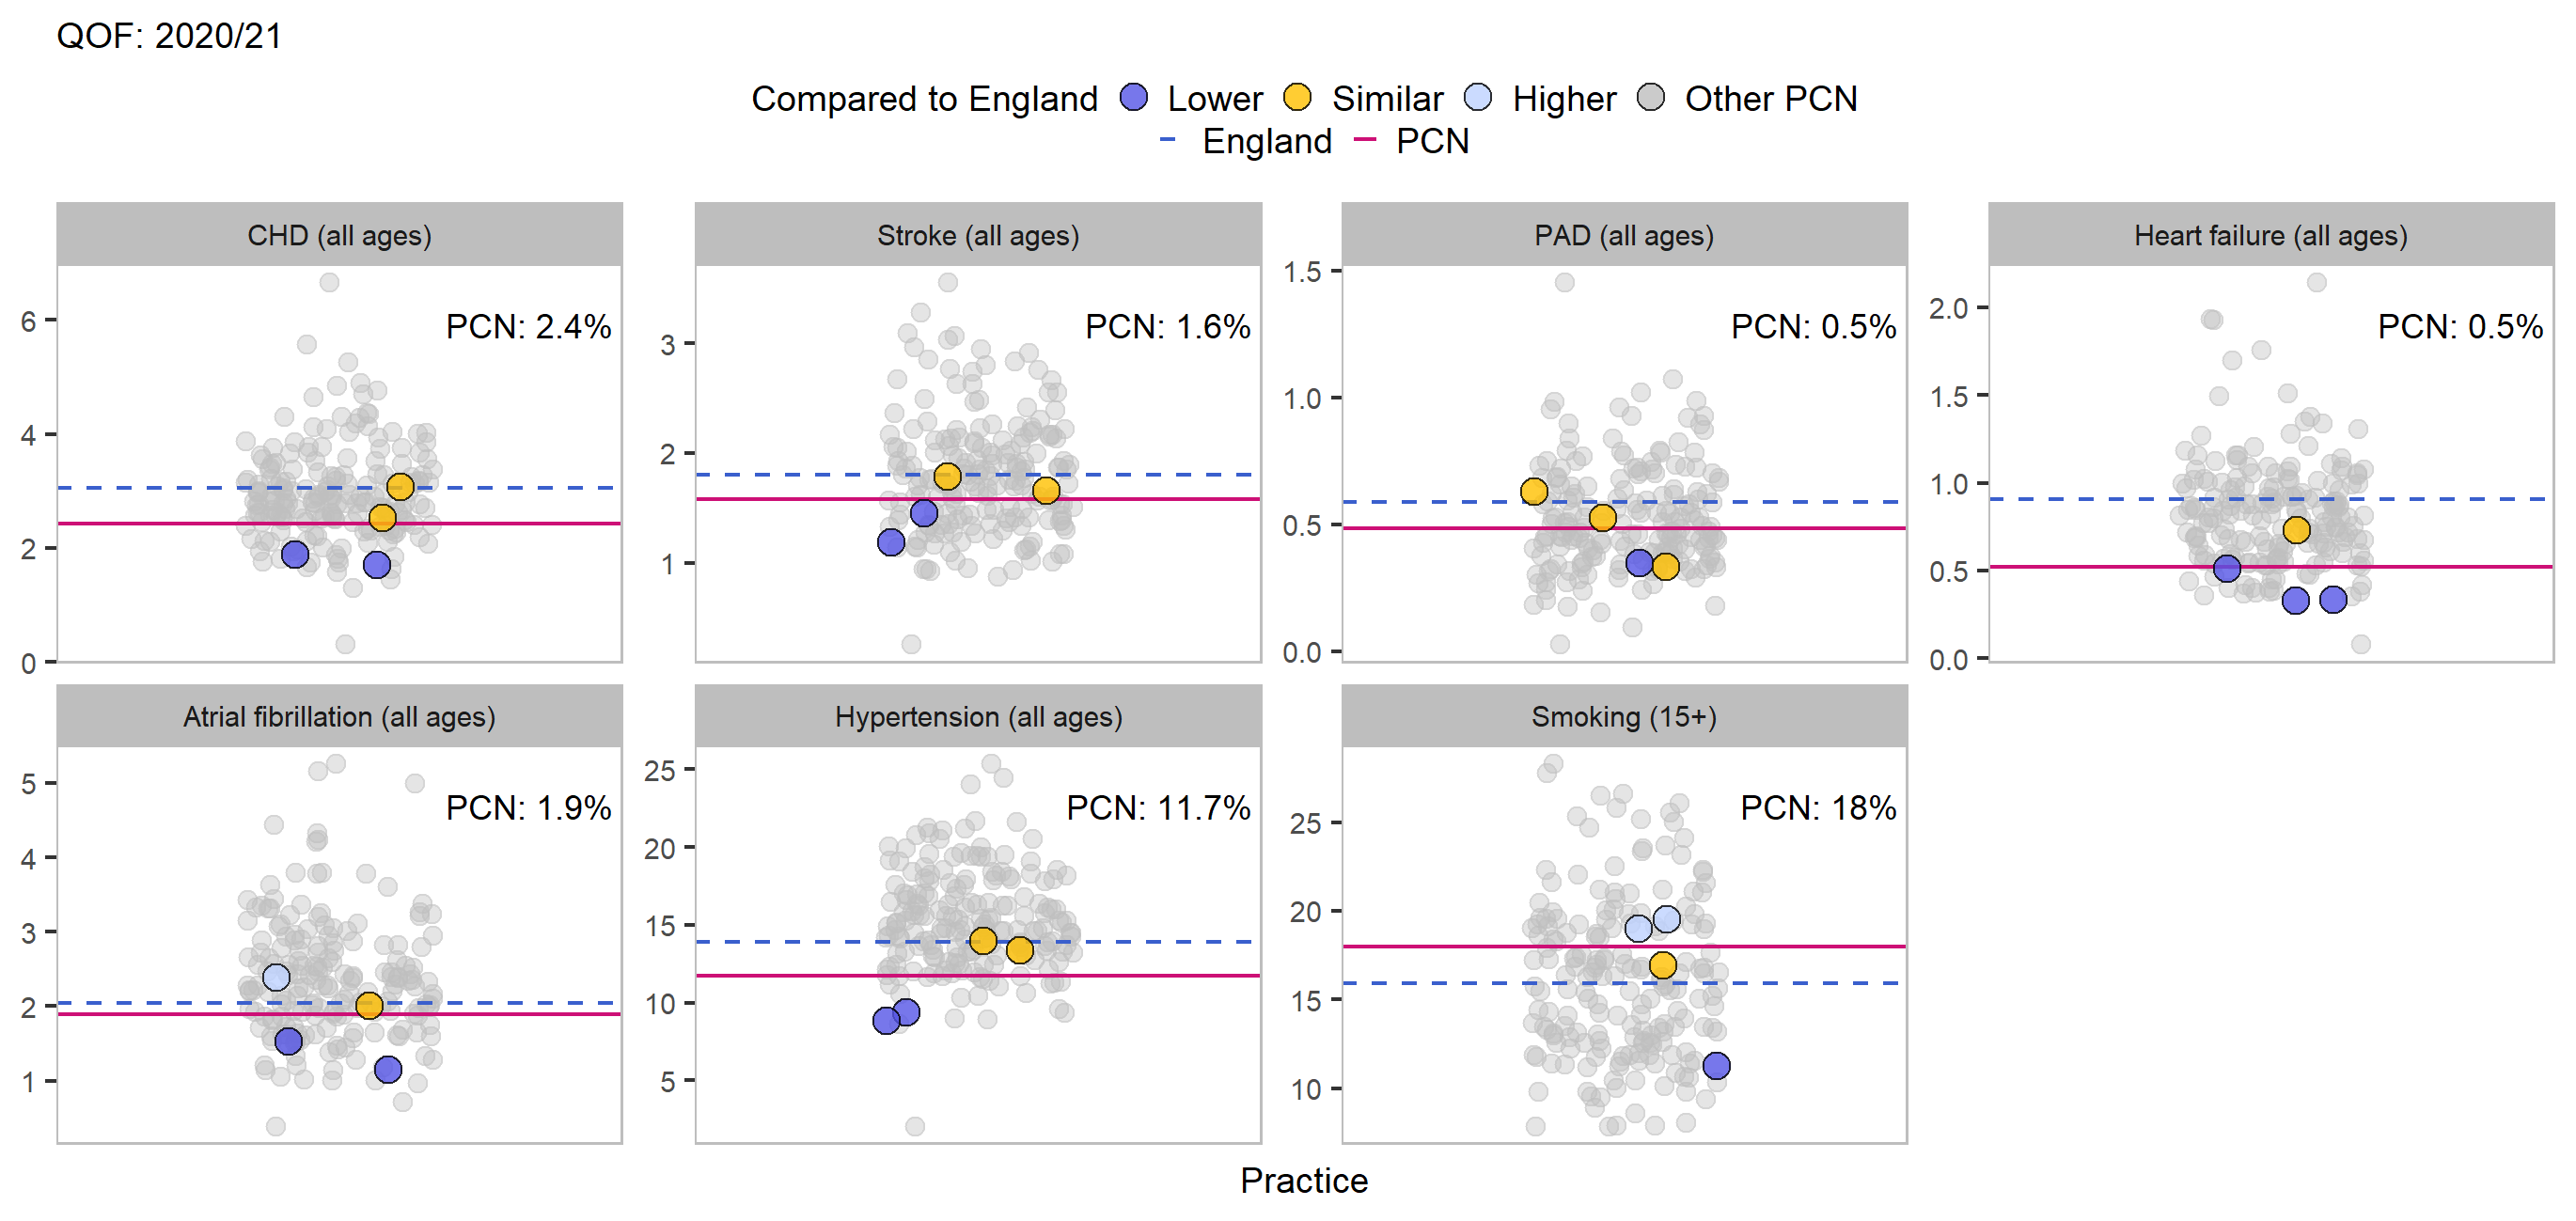 QOF: 2020/21
Compared to England Lower Similar Higher Other PCN
England PCN
CHD (all ages)
PCN: 2.4%
6
4
2
0
Stroke (all ages)
PCN: 1.6%
3
2
1
PAD (all ages)
PCN: 0.5%
1.5
1.0
0.5
0.0
Heart failure (all ages)
PCN: 0.5%
2.0
1.5
1.0
0.5
0.0
Atrial fibrillation (all ages)
PCN: 1.9%
5
4
3
2
1
Hypertension (all ages)
PCN: 11.7%
25
20
15
10
5
Smoking (15+)
PCN: 18%
25
20
15
10
Practice